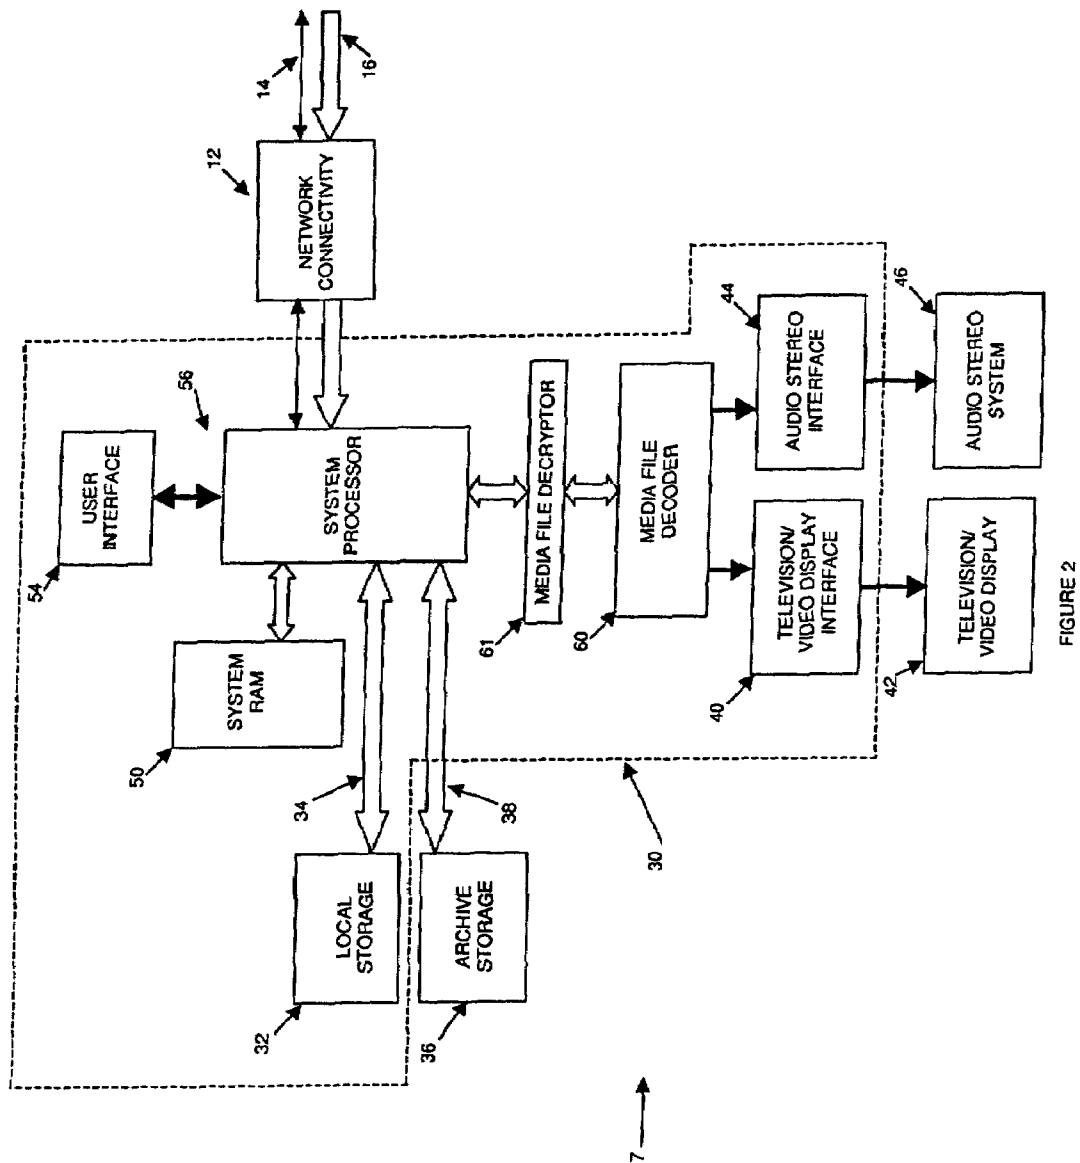 54
USER
INTERFACE
50
56
12
SYSTEM
RAM
32
14
34
NETWORK
CONNECTIVITY
SYSTEM
PROCESSOR
LOCAL
STORAGE
16
36
ARCHIVE
STORAGE
38
61
MEDIA FILE DECRYPTOR
60
7
30
MEDIA FILE
DECODER
40
44
TELEVISION/
VIDEO DISPLAY
INTERFACE
AUDIO STEREO
INTERFACE
42
46
TELEVISION/
VIDEO DISPLAY
AUDIO STEREO
SYSTEM
FIGURE 2